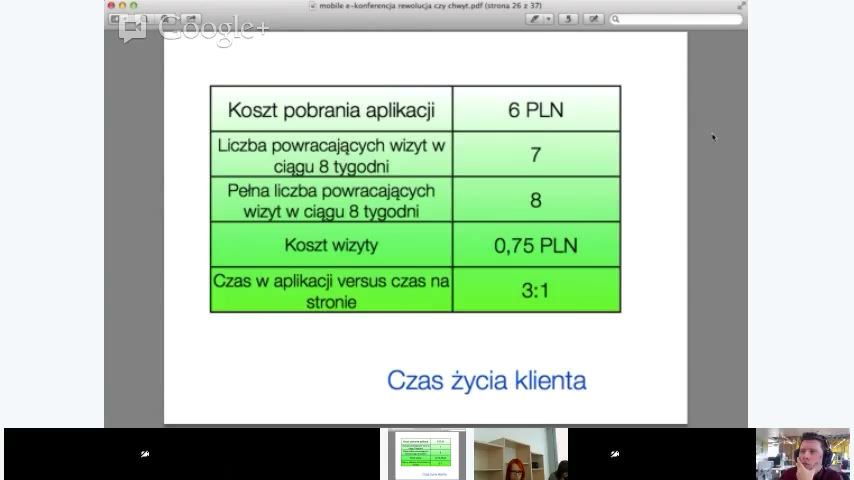 mobile e-konferencja rewolucja czy chwyt.pdf (strona 26 z 37)
Google+
Koszt pobrania aplikacji
6 PLN
Liczba powracających wizyt w
ciągu 8 tygodni
7
Pełna liczba powracających
wizyt w ciągu 8 tygodni
8
Koszt wizyty
0,75 PLN
Czas w aplikacji versus czas na
stronie
3:1
Czas życia klienta